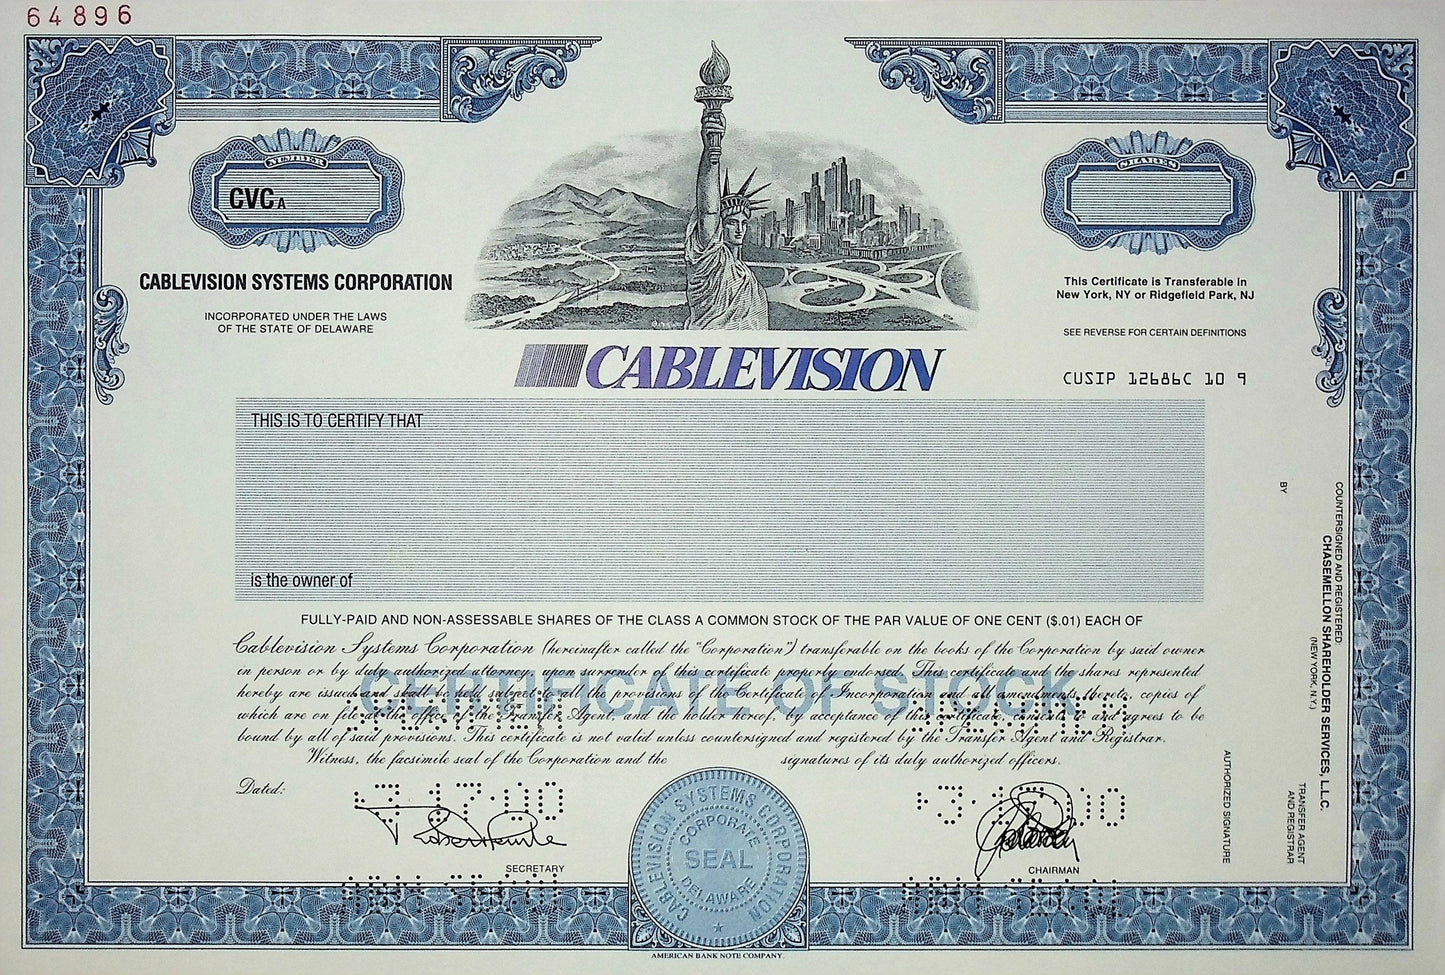 64896
NUMBER
CVC A
SHARES
CABLEVISION SYSTEMS CORPORATION
INCORPORATED UNDER THE LAWS
OF THE STATE OF DELAWARE
This Certificate is Transferable in
New York, NY or Ridgefield Park, NJ
SEE REVERSE FOR CERTAIN DEFINITIONS
CABLEVISION
CUSIP 12686C 10 9
THIS IS TO CERTIFY THAT
is the owner of
FULLY-PAID AND NON-ASSESSABLE SHARES OF THE CLASS A COMMON STOCK OF THE PAR VALUE OF ONE CENT ($.01) EACH OF
Cablevision Systems Corporation (hereinafter called the "Corporation") transferable on the books of the Corporation by said owner
in person or by duly authorized attorney, upon surrender of this certificate properly endorsed. This certificate and the shares represented
hereby are issued and shall be held subject to all the provisions of the Certificate of Incorporation and all amendments thereto, copies of
which are on file at the office of the Transfer Agent, and the holder hereof, by acceptance of this certificate, consents to and agrees to be
bound by all of said provisions. This certificate is not valid unless countersigned and registered by the Transfer Agent and Registrar.
Witness, the facsimile seal of the Corporation and the signatures of its duly authorized officers.
CERTIFICATE OF STOCK
Dated:
SECRETARY
CHAIRMAN
CABLEVISION SYSTEMS CORPORATION
CORPORATE
SEAL
DELAWARE
COUNTERSIGNED AND REGISTERED:
CHASEMELLON SHAREHOLDER SERVICES, L.L.C.
(NEW YORK, N.Y.)
TRANSFER AGENT
AND REGISTRAR
BY
AUTHORIZED SIGNATURE
AMERICAN BANK NOTE COMPANY.